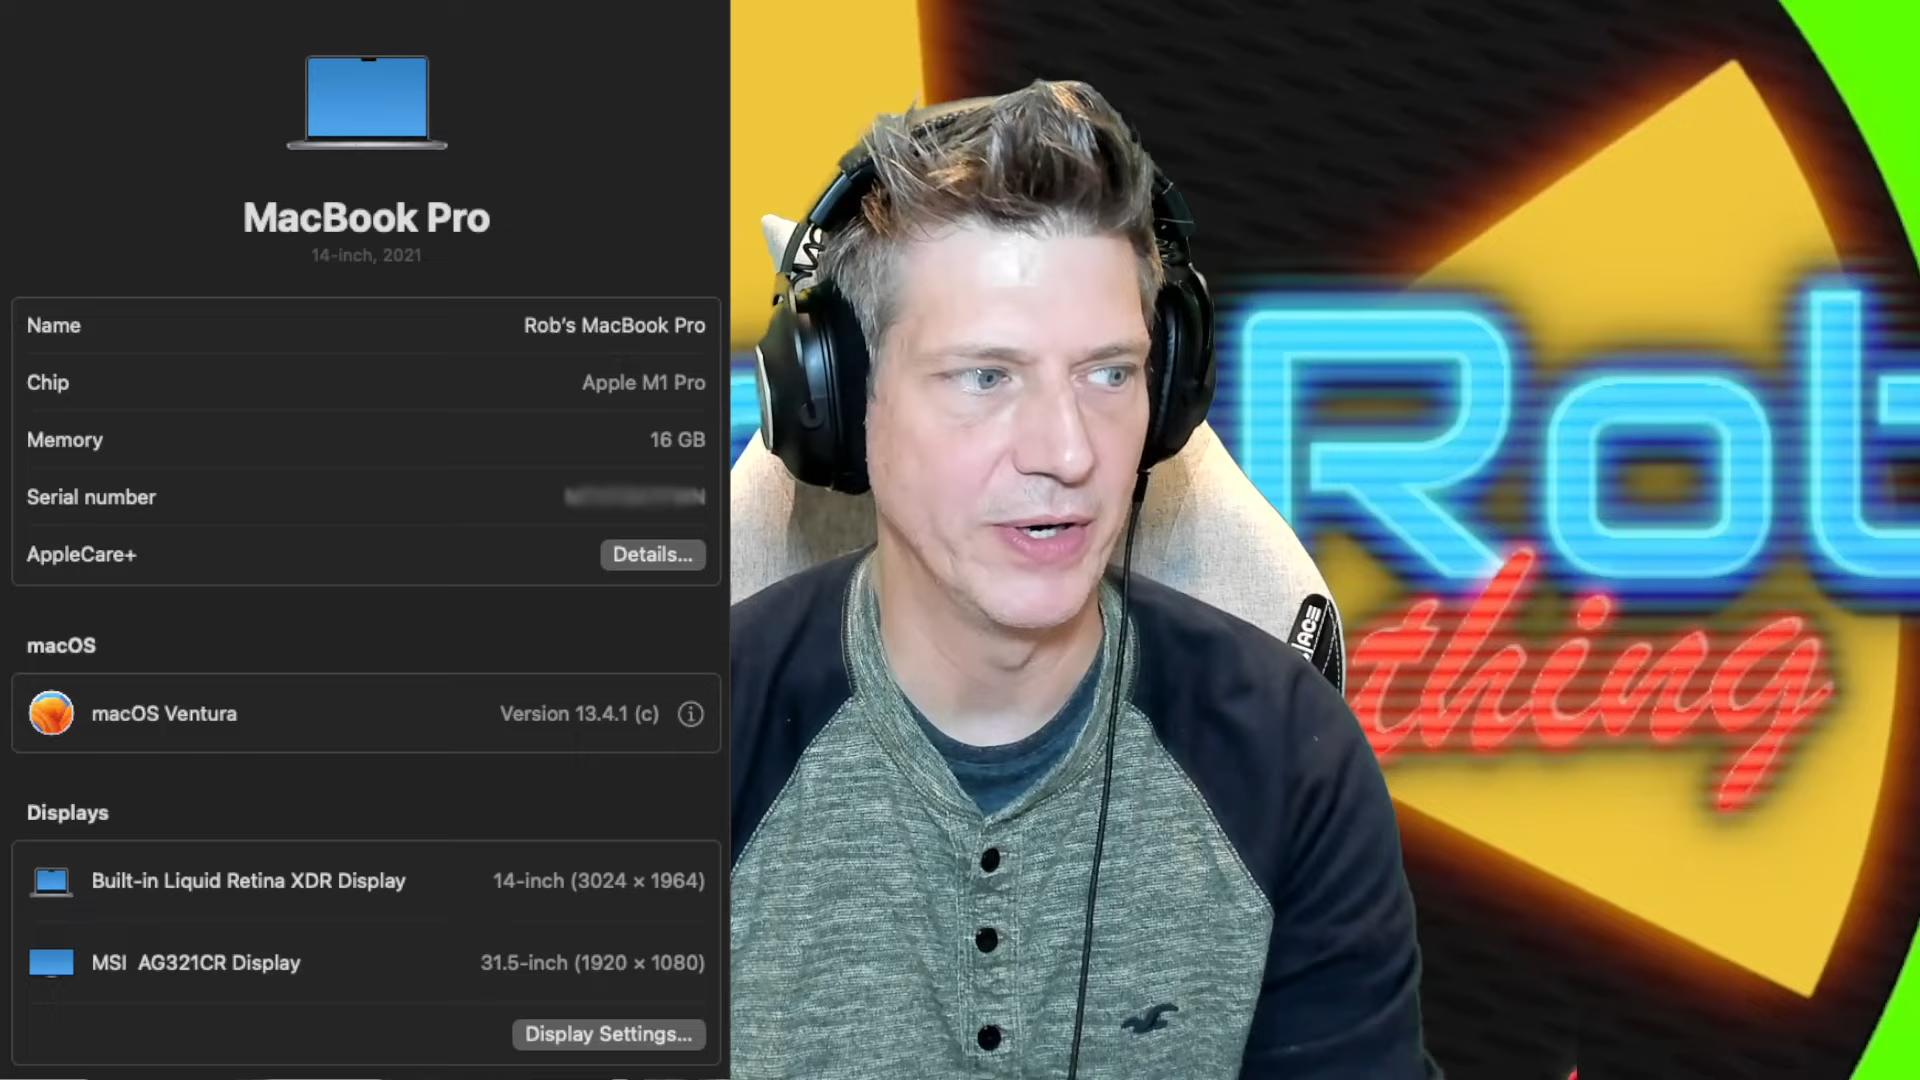 MacBook Pro
14-inch, 2021
Name Rob's MacBook Pro
Chip Apple M1 Pro
Memory 16 GB
Serial number
AppleCare+ Details...
macOS
macOS Ventura Version 13.4.1 (c)
Displays
Built-in Liquid Retina XDR Display 14-inch (3024 × 1964)
MSI AG321CR Display 31.5-inch (1920 × 1080)
Display Settings...
Rob
thing